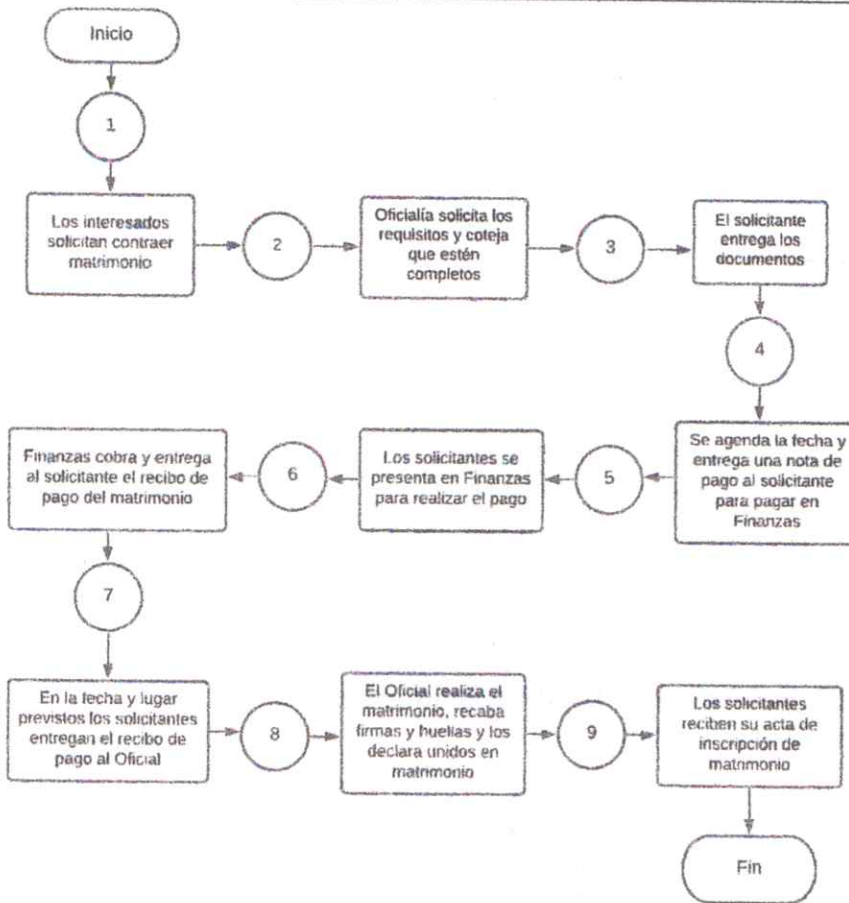 Inicio
1
Los interesados
solicitan contraer
matrimonio
2
Oficialía solicita los
requisitos y coteja
que estén
completos
3
El solicitante
entrega los
documentos
4
Se agenda la fecha y
entrega una nota de
pago al solicitante
para pagar en
Finanzas
5
Los solicitantes se
presenta en Finanzas
para realizar el pago
6
Finanzas cobra y entrega
al solicitante el recibo de
pago del matrimonio
7
En la fecha y lugar
previstos los solicitantes
entregan el recibo de
pago al Oficial
8
El Oficial realiza el
matrimonio, recaba
firmas y huellas y los
declara unidos en
matrimonio
9
Los solicitantes
reciben su acta de
inscripción de
matrimonio
Fin